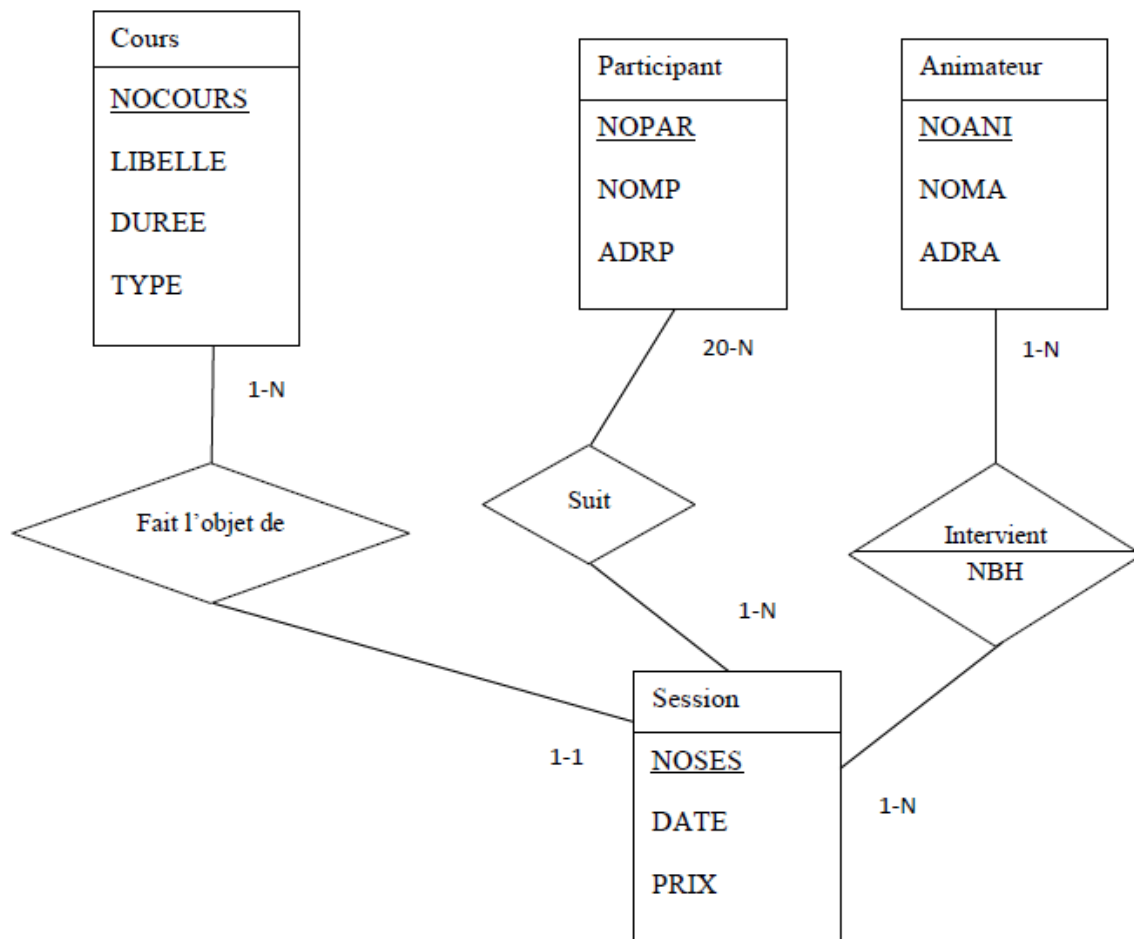 Cours
NOCOURS
LIBELLE
DUREE
TYPE
Participant
NOPAR
NOMP
ADRP
Animateur
NOANI
NOMA
ADRA
1-N
20-N
1-N
Fait l’objet de
Suit
Intervient
NBH
1-1
1-N
1-N
Session
NOSES
DATE
PRIX